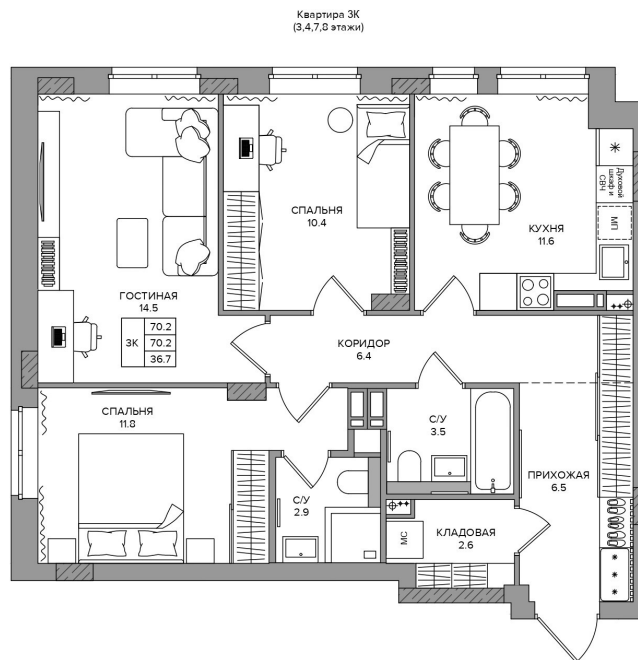 Квартира 3К
(3,4,7,8 этажи)
СПАЛЬНЯ
10.4
Духовой
шкаф и
СВЧ
МП
КУХНЯ
11.6
ГОСТИНАЯ
14.5
3К
70.2
70.2
36.7
КОРИДОР
6.4
СПАЛЬНЯ
11.8
С/У
3.5
ПРИХОЖАЯ
6.5
С/У
2.9
МС
КЛАДОВАЯ
2.6